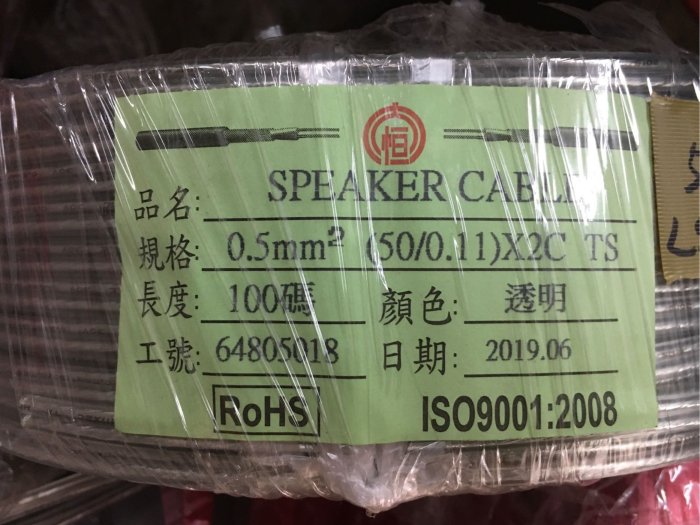 恒
品名: SPEAKER CABLE
規格: 0.5mm² (50/0.11)X2C TS
長度: 100碼 顏色: 透明
工號: 64805018 日期: 2019.06
RoHS ISO9001:2008